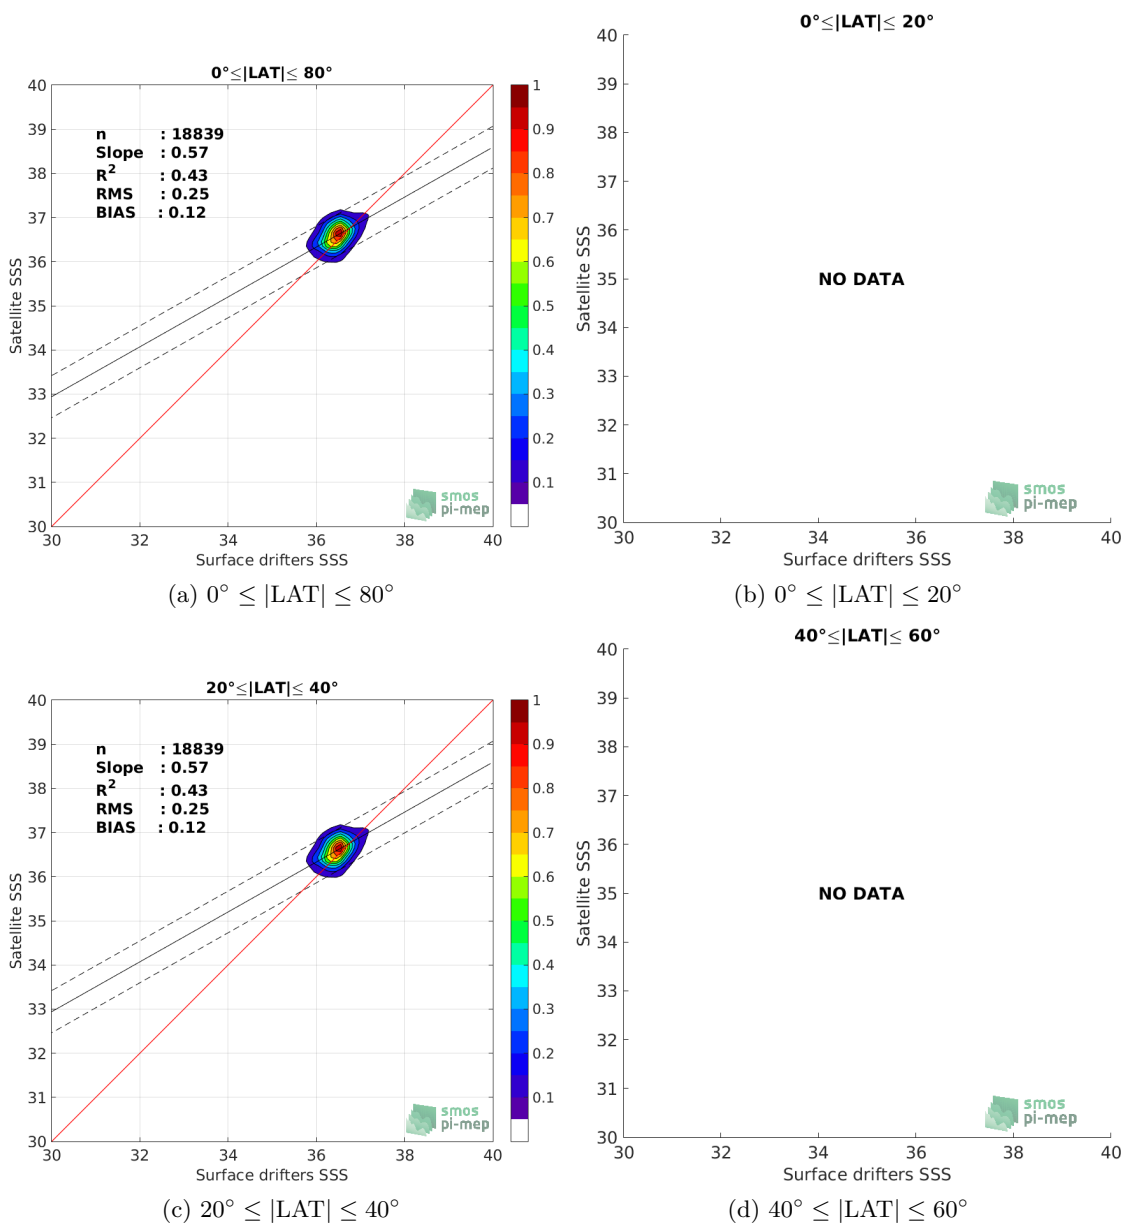 0°≤|LAT|≤ 80°
40
39
38
37
36
35
34
33
32
31
30
Satellite SSS
n : 18839
Slope : 0.57
R² : 0.43
RMS : 0.25
BIAS : 0.12
smos
pi-mep
30 32 34 36 38 40
Surface drifters SSS
1
0.9
0.8
0.7
0.6
0.5
0.4
0.3
0.2
0.1
(a) 0° ≤ |LAT| ≤ 80°
0°≤|LAT|≤ 20°
40
39
38
37
36
35
34
33
32
31
30
Satellite SSS
NO DATA
smos
pi-mep
30 32 34 36 38 40
Surface drifters SSS
(b) 0° ≤ |LAT| ≤ 20°
20°≤|LAT|≤ 40°
40
39
38
37
36
35
34
33
32
31
30
Satellite SSS
n : 18839
Slope : 0.57
R² : 0.43
RMS : 0.25
BIAS : 0.12
smos
pi-mep
30 32 34 36 38 40
Surface drifters SSS
1
0.9
0.8
0.7
0.6
0.5
0.4
0.3
0.2
0.1
(c) 20° ≤ |LAT| ≤ 40°
40°≤|LAT|≤ 60°
40
39
38
37
36
35
34
33
32
31
30
Satellite SSS
NO DATA
smos
pi-mep
30 32 34 36 38 40
Surface drifters SSS
(d) 40° ≤ |LAT| ≤ 60°